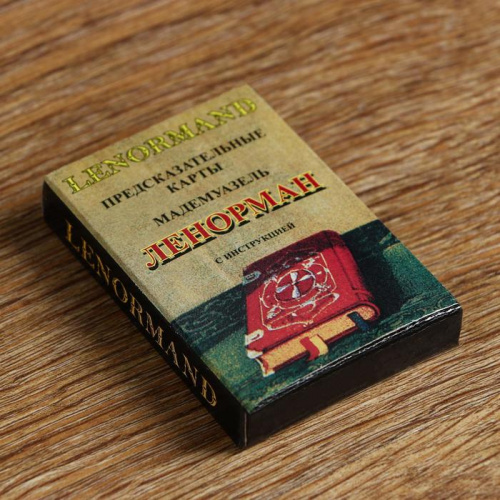 LENORMAND
ПРЕДСКАЗАТЕЛЬНЫЕ
КАРТЫ
МАДЕМУАЗЕЛЬ
ЛЕНОРМАН
С ИНСТРУКЦИЕЙ
LENORMAND